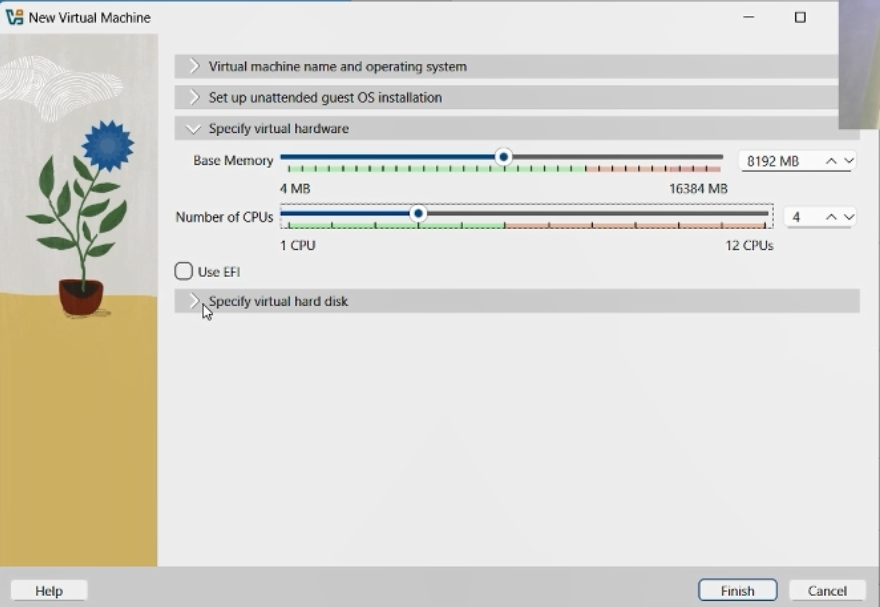 New Virtual Machine
Virtual machine name and operating system
Set up unattended guest OS installation
Specify virtual hardware
Base Memory 8192 MB
4 MB 16384 MB
Number of CPUs 4
1 CPU 12 CPUs
Use EFI
Specify virtual hard disk
Help Finish Cancel